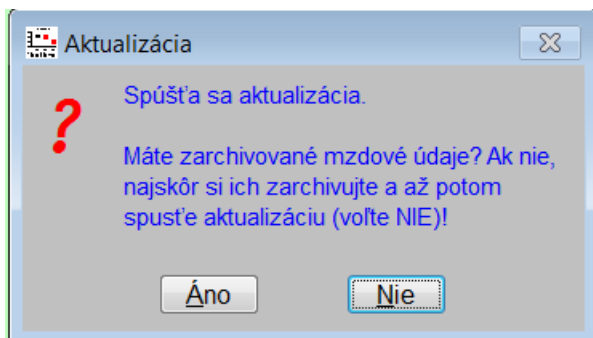 Aktualizácia
Spúšťa sa aktualizácia.
Máte zarchivované mzdové údaje? Ak nie,
najskôr si ich zarchivujte a až potom
spusťe aktualizáciu (voľte NIE)!
Áno
Nie